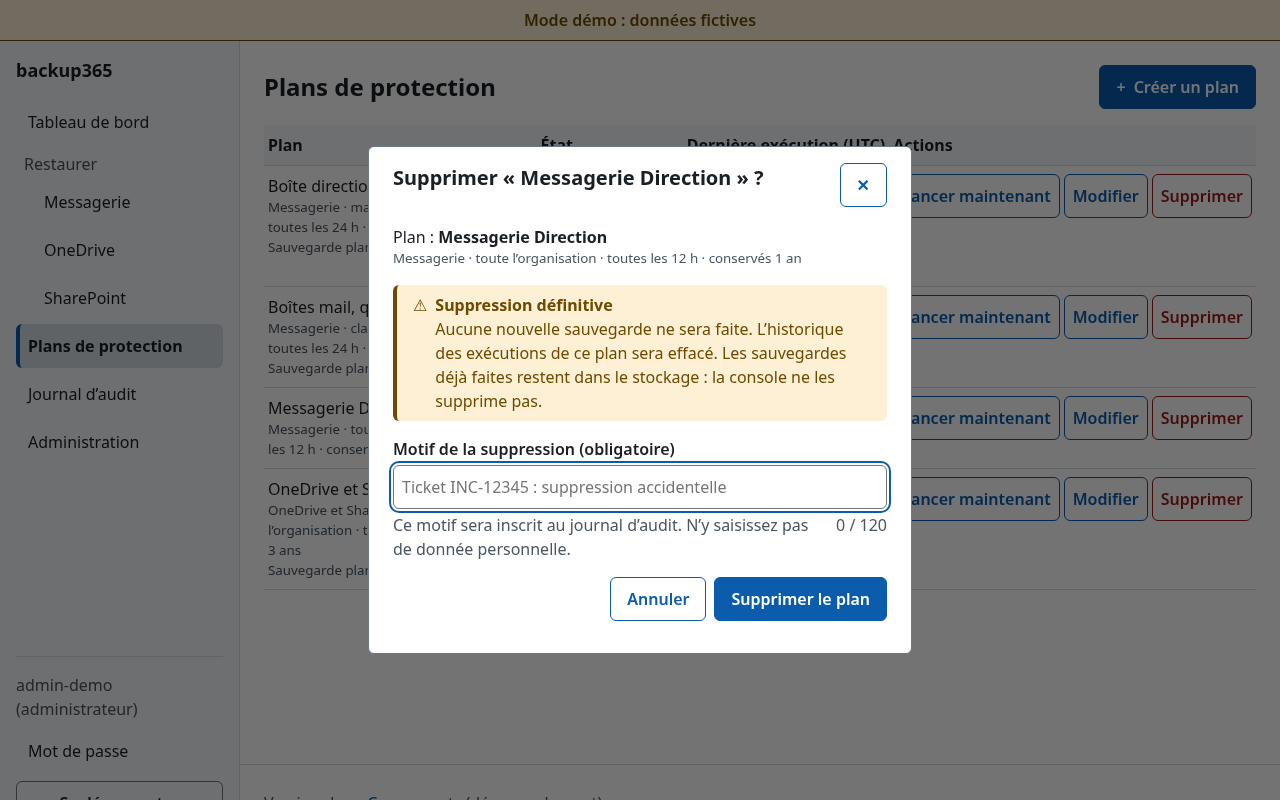 Mode démo : données fictives
backup365
Tableau de bord
Restaurer
Messagerie
OneDrive
SharePoint
Plans de protection
Journal d’audit
Administration
admin-demo
(administrateur)
Mot de passe
Plans de protection
+ Créer un plan
Plan
État
Dernière exécution (UTC)
Actions
Boîte directio
Messagerie · ma
toutes les 24 h ·
Sauvegarde plan
ancer maintenant
Modifier
Supprimer
Boîtes mail, q
Messagerie · cla
toutes les 24 h ·
Sauvegarde plan
ancer maintenant
Modifier
Supprimer
Messagerie D
Messagerie · tou
les 12 h · conser
ancer maintenant
Modifier
Supprimer
OneDrive et S
OneDrive et Sha
l’organisation · t
3 ans
Sauvegarde plan
ancer maintenant
Modifier
Supprimer
Supprimer « Messagerie Direction » ?
×
Plan : Messagerie Direction
Messagerie · toute l’organisation · toutes les 12 h · conservés 1 an
⚠ Suppression définitive
Aucune nouvelle sauvegarde ne sera faite. L’historique
des exécutions de ce plan sera effacé. Les sauvegardes
déjà faites restent dans le stockage : la console ne les
supprime pas.
Motif de la suppression (obligatoire)
Ticket INC-12345 : suppression accidentelle
Ce motif sera inscrit au journal d’audit. N’y saisissez pas
de donnée personnelle.
0 / 120
Annuler
Supprimer le plan